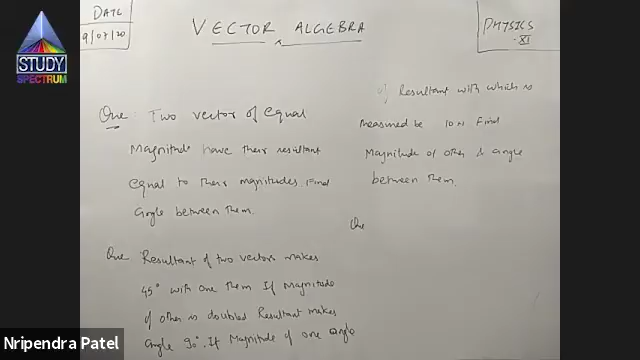 DATE
9/07/20
VECTOR ALGEBRA
PHYSICS
XI
STUDY
SPECTRUM
Que: Two vector of equal
Magnitude have their resultant
equal to their magnitudes. Find
angle between them.
Que Resultant of two vectors makes
45° with one them If magnitude
of other is doubled Resultant makes
angle 90°. If Magnitude of one angle
of Resultant with which is
measured be 10N Find
Magnitude of other & angle
between them.
Que
Nripendra Patel